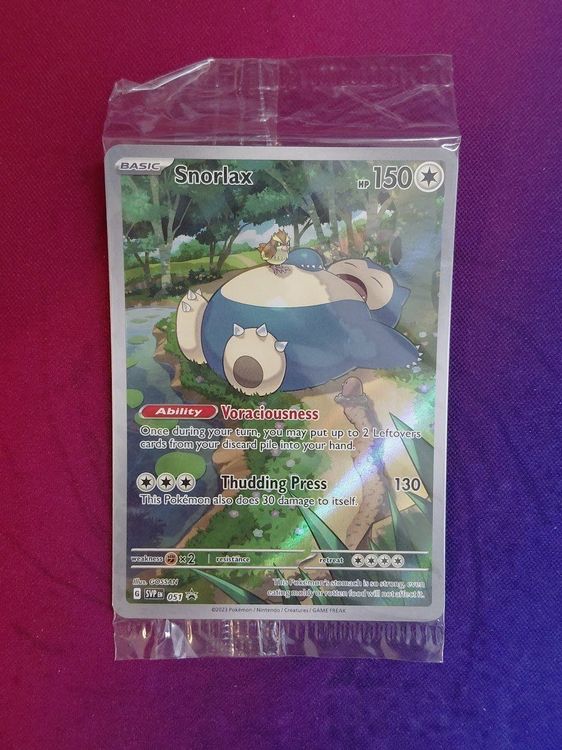 BASIC
Snorlax
HP 150
Ability Voraciousness
Once during your turn, you may put up to 2 Leftovers
cards from your discard pile into your hand.
Thudding Press 130
This Pokémon also does 30 damage to itself.
weakness ×2 resistance retreat
Illus. GOSSAN
This Pokémon's stomach is so strong, even
eating moldy or rotten food will not affect it.
G SVP EN 051
©2023 Pokémon / Nintendo / Creatures / GAME FREAK